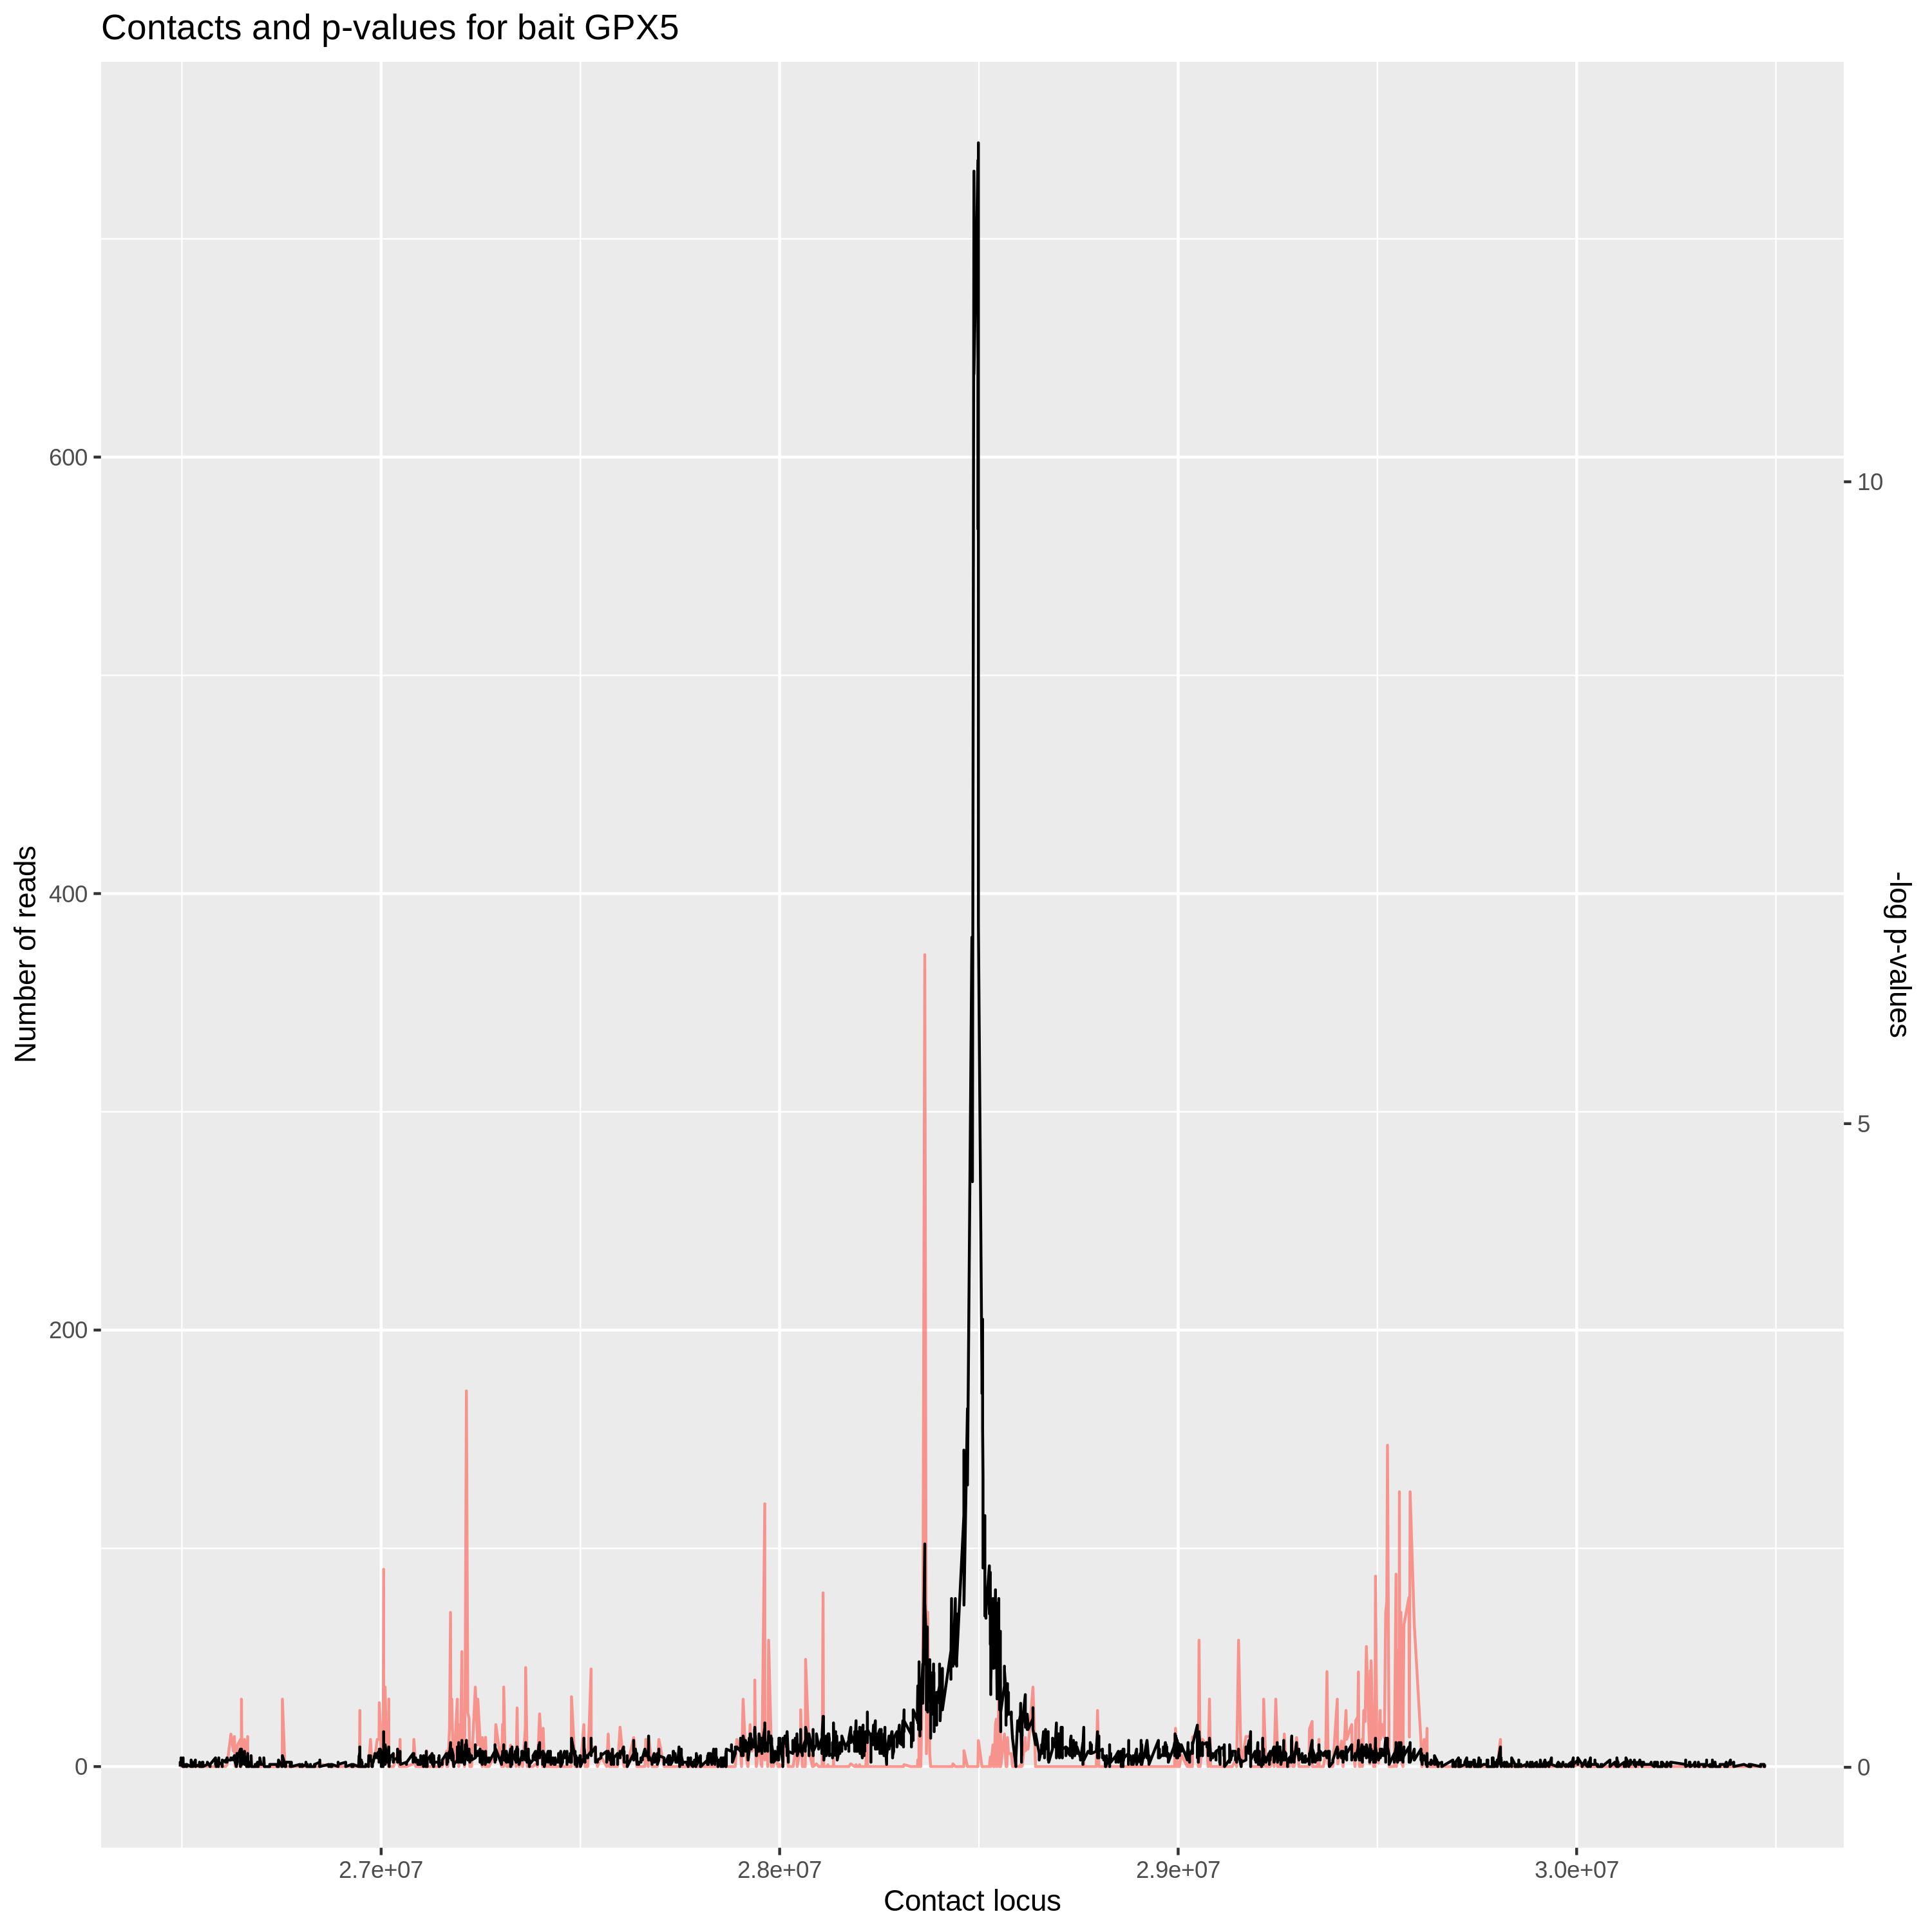 Contacts and p-values for bait GPX5
Number of reads
600
400
200
0
10
5
0
-log p-values
2.7e+07
2.8e+07
2.9e+07
3.0e+07
Contact locus